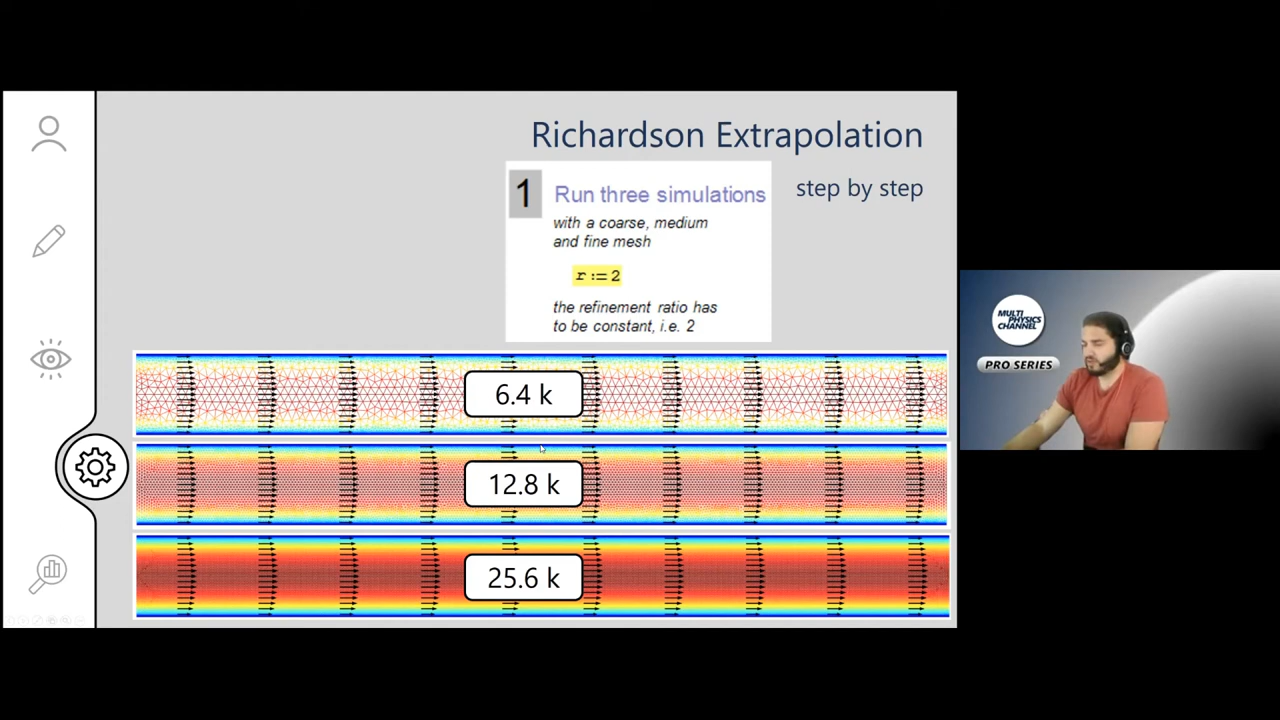 Richardson Extrapolation
step by step
1 Run three simulations
with a coarse, medium
and fine mesh
r := 2
the refinement ratio has
to be constant, i.e. 2
6.4 k
12.8 k
25.6 k
MULTI
PHYSICS
CHANNEL
PRO SERIES